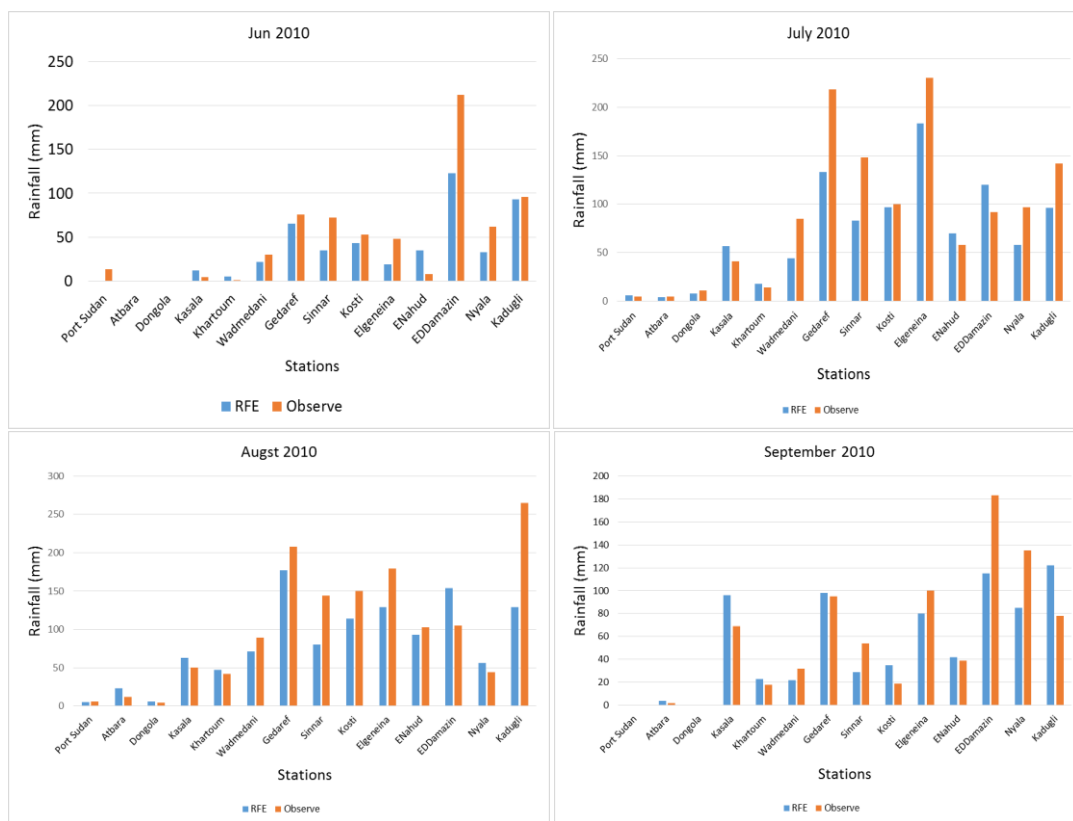 Jun 2010
Rainfall (mm)
250
200
150
100
50
0
Port Sudan
Atbara
Dongola
Kasala
Khartoum
Wadmedani
Gedaref
Sinnar
Kosti
Elgeneina
ENahud
EDDamazin
Nyala
Kadugli
Stations
RFE Observe
July 2010
Rainfall (mm)
250
200
150
100
50
0
Port Sudan
Atbara
Dongola
Kasala
Khartoum
Wadmedani
Gedaref
Sinnar
Kosti
Elgeneina
ENahud
EDDamazin
Nyala
Kadugli
Stations
RFE Observe
Augst 2010
Rainfall (mm)
300
250
200
150
100
50
0
Port Sudan
Atbara
Dongola
Kasala
Khartoum
Wadmedani
Gedaref
Sinnar
Kosti
Elgeneina
ENahud
EDDamazin
Nyala
Kadugli
Stations
RFE Observe
September 2010
Rainfall (mm)
200
180
160
140
120
100
80
60
40
20
0
Port Sudan
Atbara
Dongola
Kasala
Khartoum
Wadmedani
Gedaref
Sinnar
Kosti
Elgeneina
ENahud
EDDamazin
Nyala
Kadugli
Stations
RFE Observe